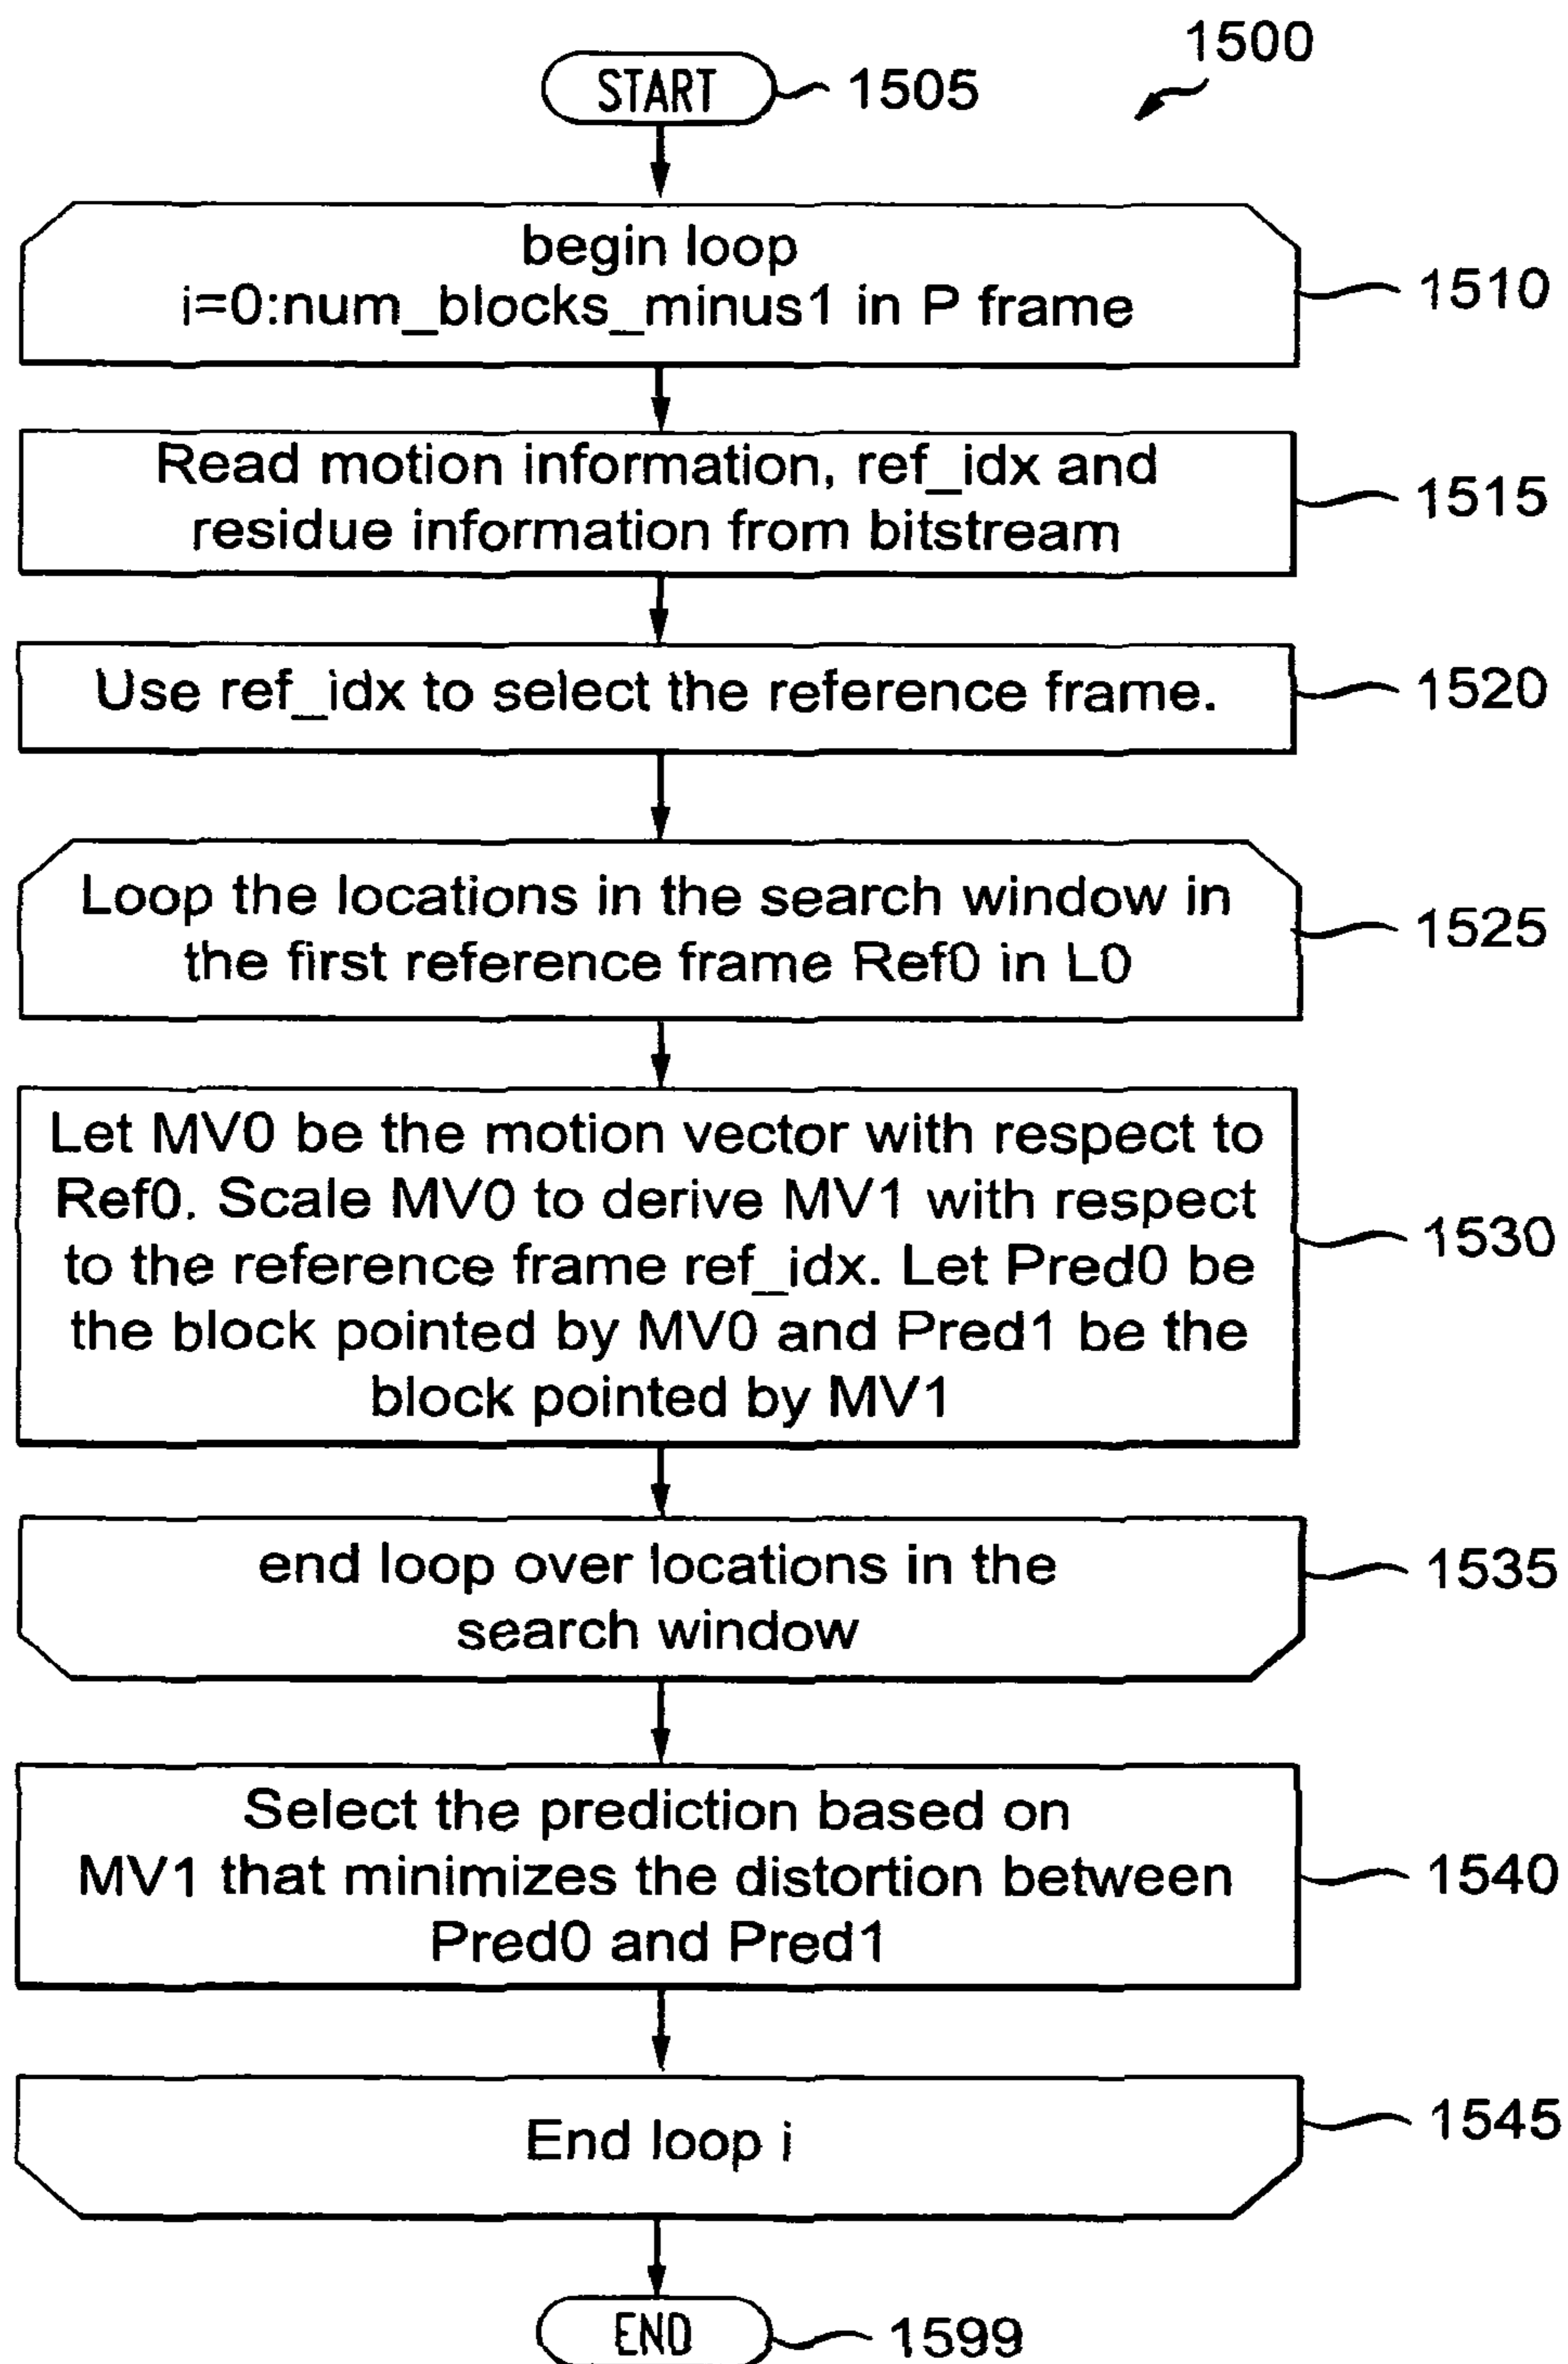 1500
START 1505
begin loop
i=0:num_blocks_minus1 in P frame
1510
Read motion information, ref_idx and
residue information from bitstream
1515
Use ref_idx to select the reference frame.
1520
Loop the locations in the search window in
the first reference frame Ref0 in L0
1525
Let MV0 be the motion vector with respect to
Ref0. Scale MV0 to derive MV1 with respect
to the reference frame ref_idx. Let Pred0 be
the block pointed by MV0 and Pred1 be the
block pointed by MV1
1530
end loop over locations in the
search window
1535
Select the prediction based on
MV1 that minimizes the distortion between
Pred0 and Pred1
1540
End loop i
1545
END 1599